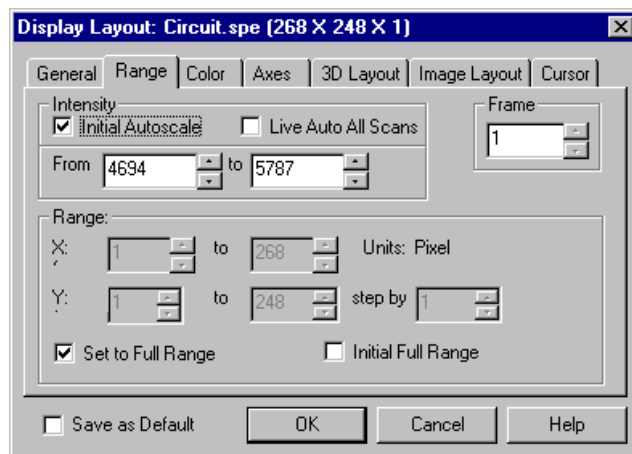 Display Layout: Circuit.spe (268 X 248 X 1)
General Range Color Axes 3D Layout Image Layout Cursor
Intensity
Initial Autoscale Live Auto All Scans
From 4694 to 5787
Frame
1
Range:
X: 1 to 268 Units: Pixel
Y: 1 to 248 step by 1
Set to Full Range Initial Full Range
Save as Default OK Cancel Help